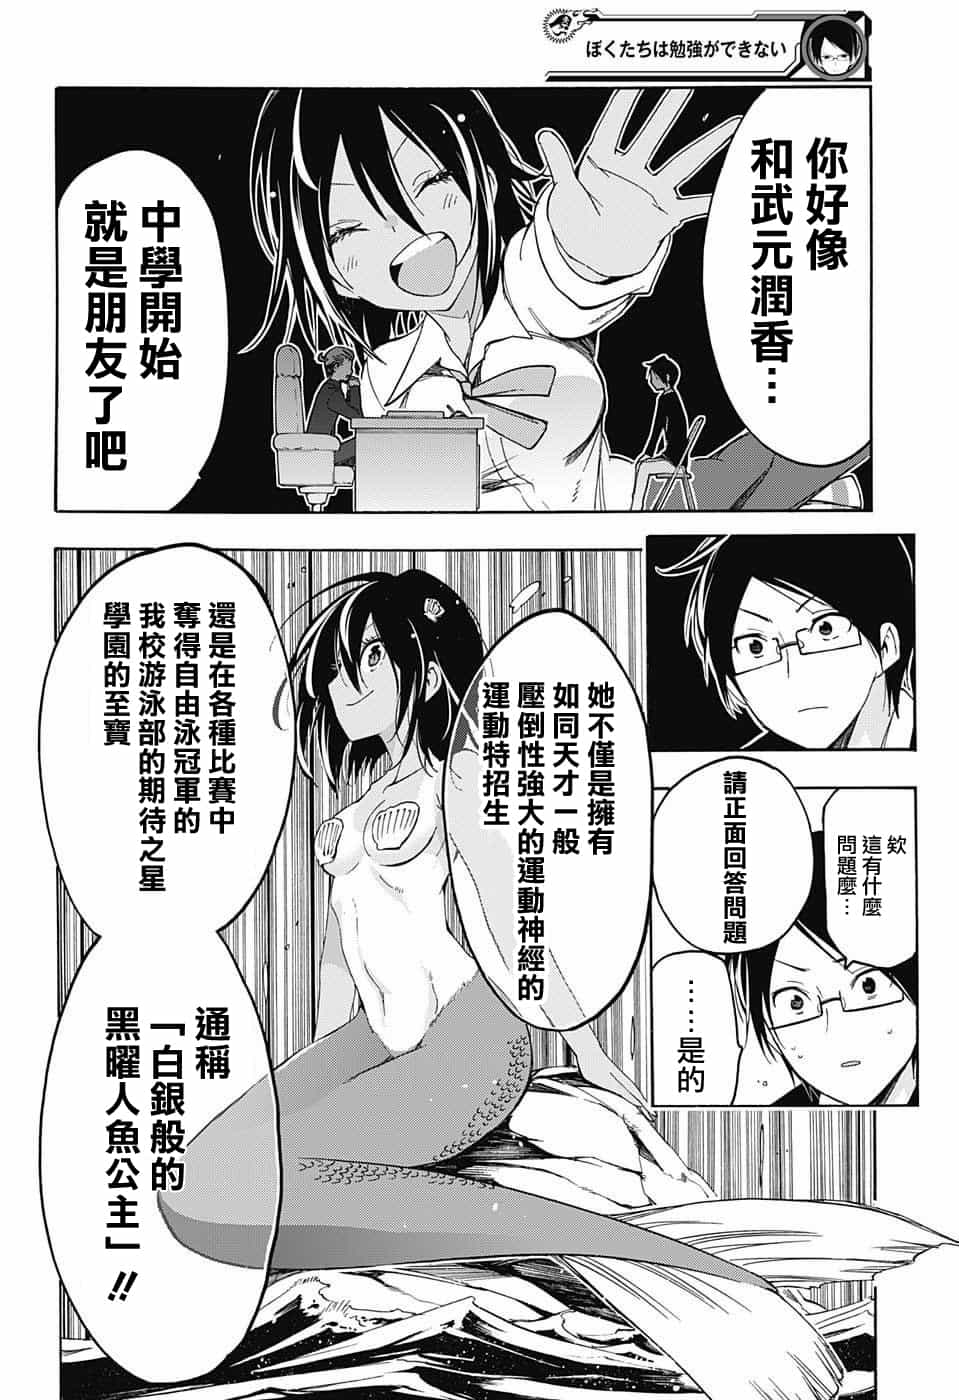 ぼくたちは勉強ができない
你好像
和武元潤香…
中學開始
就是朋友了吧
欸
這有什麼
問題麼…
請正面回答問題
……是的
她不僅是擁有
如同天才一般
壓倒性強大的運動神經的
運動特招生
還是在各種比賽中
奪得自由泳冠軍的
我校游泳部的期待之星
學園的至寶
通稱
「白銀般的
黑曜人魚公主」!!